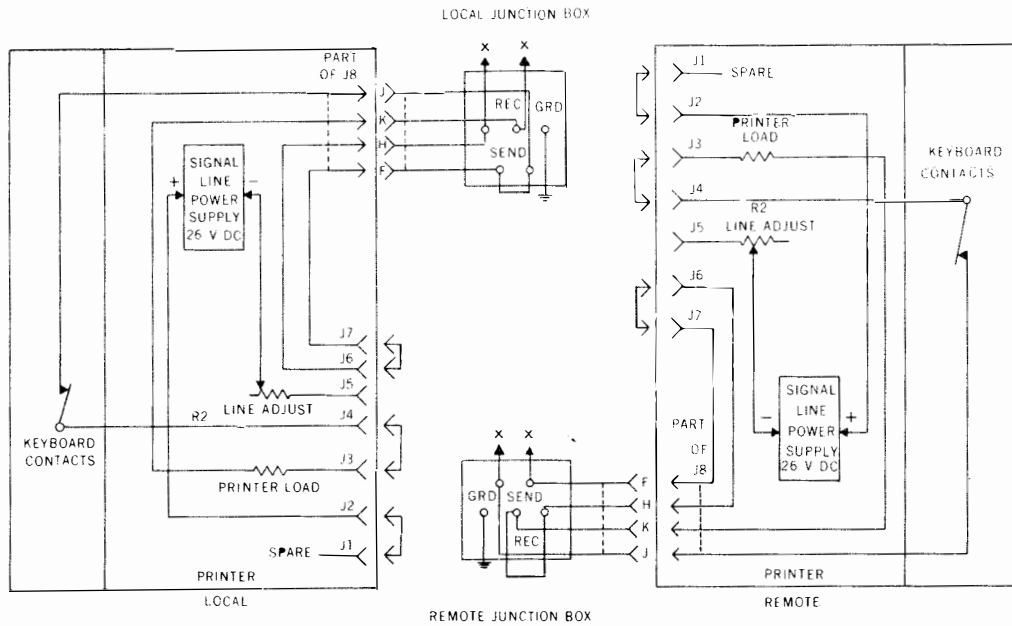 LOCAL JUNCTION BOX
PART
OF J8
J
K
H
F
X
X
REC
GRD
SEND
SIGNAL
LINE
POWER
SUPPLY
26 V DC
+
-
J7
J6
J5
LINE ADJUST
R2
J4
J3
PRINTER LOAD
J2
SPARE
J1
KEYBOARD
CONTACTS
PRINTER
LOCAL
J1
SPARE
J2
PRINTER
LOAD
J3
J4
R2
LINE ADJUST
J5
J6
J7
KEYBOARD
CONTACTS
SIGNAL
LINE
POWER
SUPPLY
26 V DC
-
+
PART
OF
J8
F
H
K
J
X
X
GRD
SEND
REC
PRINTER
REMOTE
REMOTE JUNCTION BOX